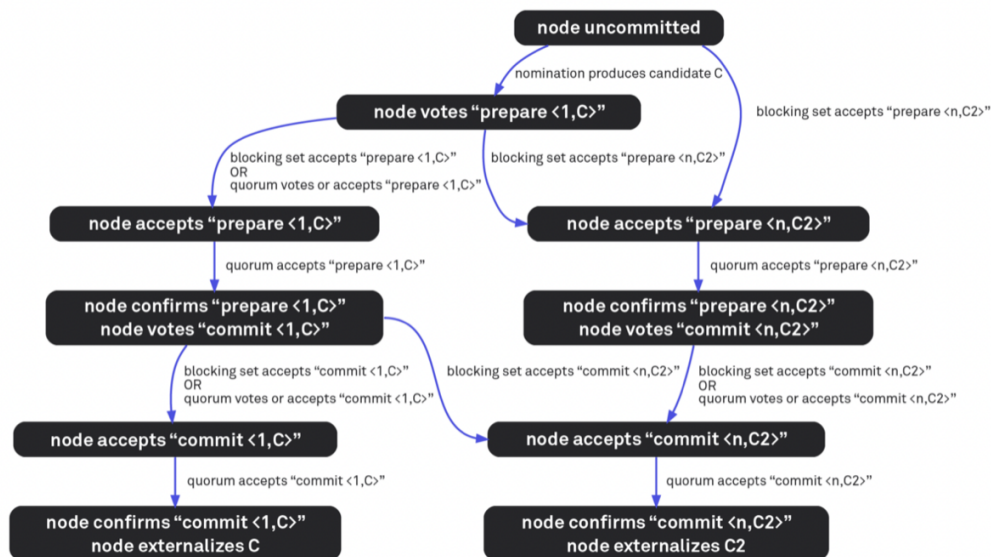 node uncommitted
nomination produces candidate C
node votes “prepare <1,C>”
blocking set accepts “prepare <n,C2>”
blocking set accepts “prepare <1,C>”
OR
quorum votes or accepts “prepare <1,C>”
blocking set accepts “prepare <n,C2>”
node accepts “prepare <1,C>”
node accepts “prepare <n,C2>”
quorum accepts “prepare <1,C>”
quorum accepts “prepare <n,C2>”
node confirms “prepare <1,C>”
node votes “commit <1,C>”
node confirms “prepare <n,C2>”
node votes “commit <n,C2>”
blocking set accepts “commit <1,C>”
OR
quorum votes or accepts “commit <1,C>”
blocking set accepts “commit <n,C2>”
blocking set accepts “commit <n,C2>”
OR
quorum votes or accepts “commit <n,C2>”
node accepts “commit <1,C>”
node accepts “commit <n,C2>”
quorum accepts “commit <1,C>”
quorum accepts “commit <n,C2>”
node confirms “commit <1,C>”
node externalizes C
node confirms “commit <n,C2>”
node externalizes C2